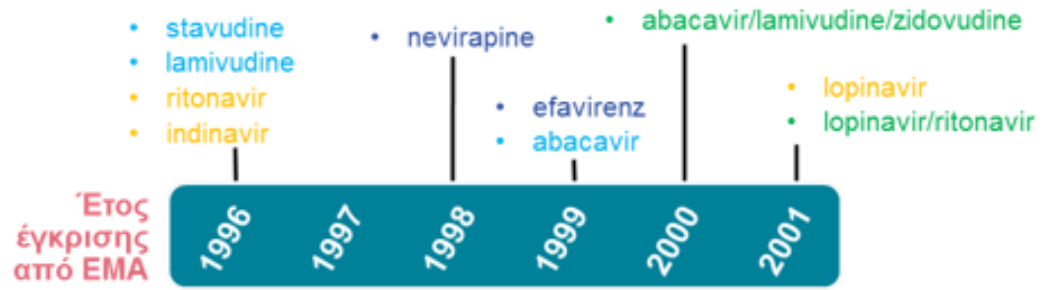 • stavudine
• lamivudine
• ritonavir
• indinavir
• nevirapine
• efavirenz
• abacavir
• abacavir/lamivudine/zidovudine
• lopinavir
• lopinavir/ritonavir
Έτος
έγκρισης
από EMA
1996
1997
1998
1999
2000
2001